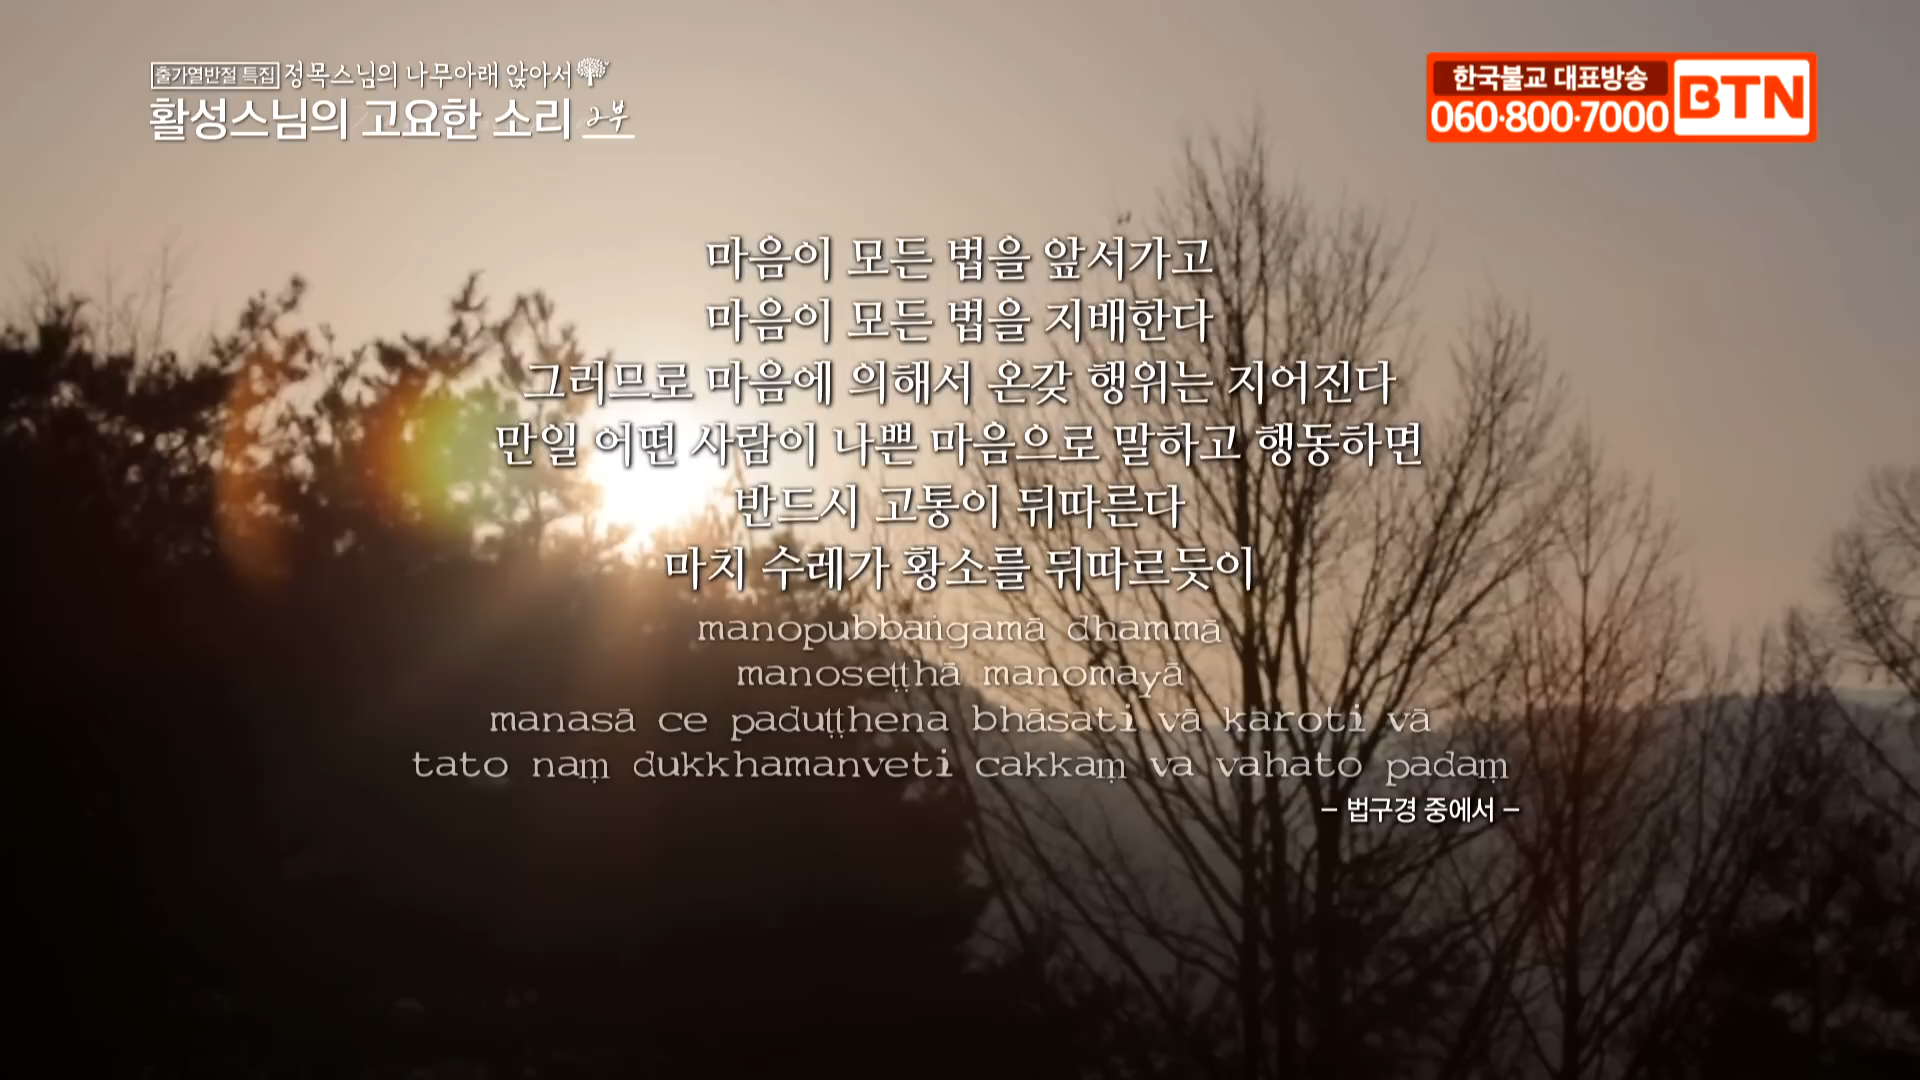 출가열반절 특집 정목스님의 나무아래 앉아서
활성스님의 고요한 소리 2부
한국불교 대표방송
060·800·7000
BTN
마음이 모든 법을 앞서가고
마음이 모든 법을 지배한다
그러므로 마음에 의해서 온갖 행위는 지어진다
만일 어떤 사람이 나쁜 마음으로 말하고 행동하면
반드시 고통이 뒤따른다
마치 수레가 황소를 뒤따르듯이
manopubbaṅgamā dhammā
manoseṭṭhā manomayā
manasā ce paduṭṭhena bhāsati vā karoti vā
tato naṃ dukkhamanveti cakkaṃ va vahato padaṃ
– 법구경 중에서 –